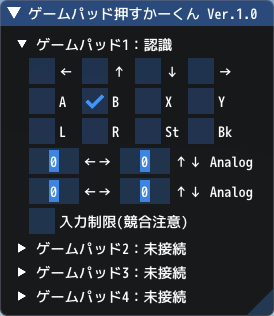 ▼ ゲームパッド押すかーくん Ver.1.0
▼ ゲームパッド1：認識
← ↑ ↓ →
A B X Y
L R St Bk
0 ←→ 0 ↑↓ Analog
0 ←→ 0 ↑↓ Analog
入力制限(競合注意)
▶ ゲームパッド2：未接続
▶ ゲームパッド3：未接続
▶ ゲームパッド4：未接続